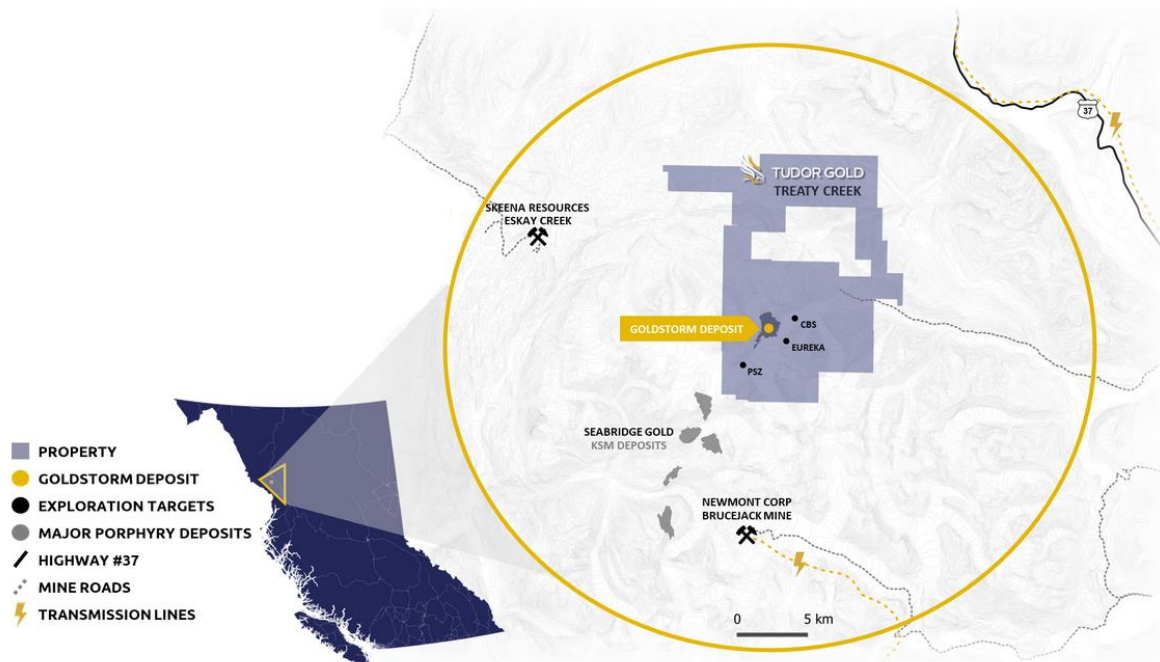 37
TUDOR GOLD
TREATY CREEK
SKEENA RESOURCES
ESKAY CREEK
GOLDSTORM DEPOSIT
CBS
EUREKA
PSZ
SEABRIDGE GOLD
KSM DEPOSITS
NEWMONT CORP
BRUCEJACK MINE
0 5 km
PROPERTY
GOLDSTORM DEPOSIT
EXPLORATION TARGETS
MAJOR PORPHYRY DEPOSITS
HIGHWAY #37
MINE ROADS
TRANSMISSION LINES